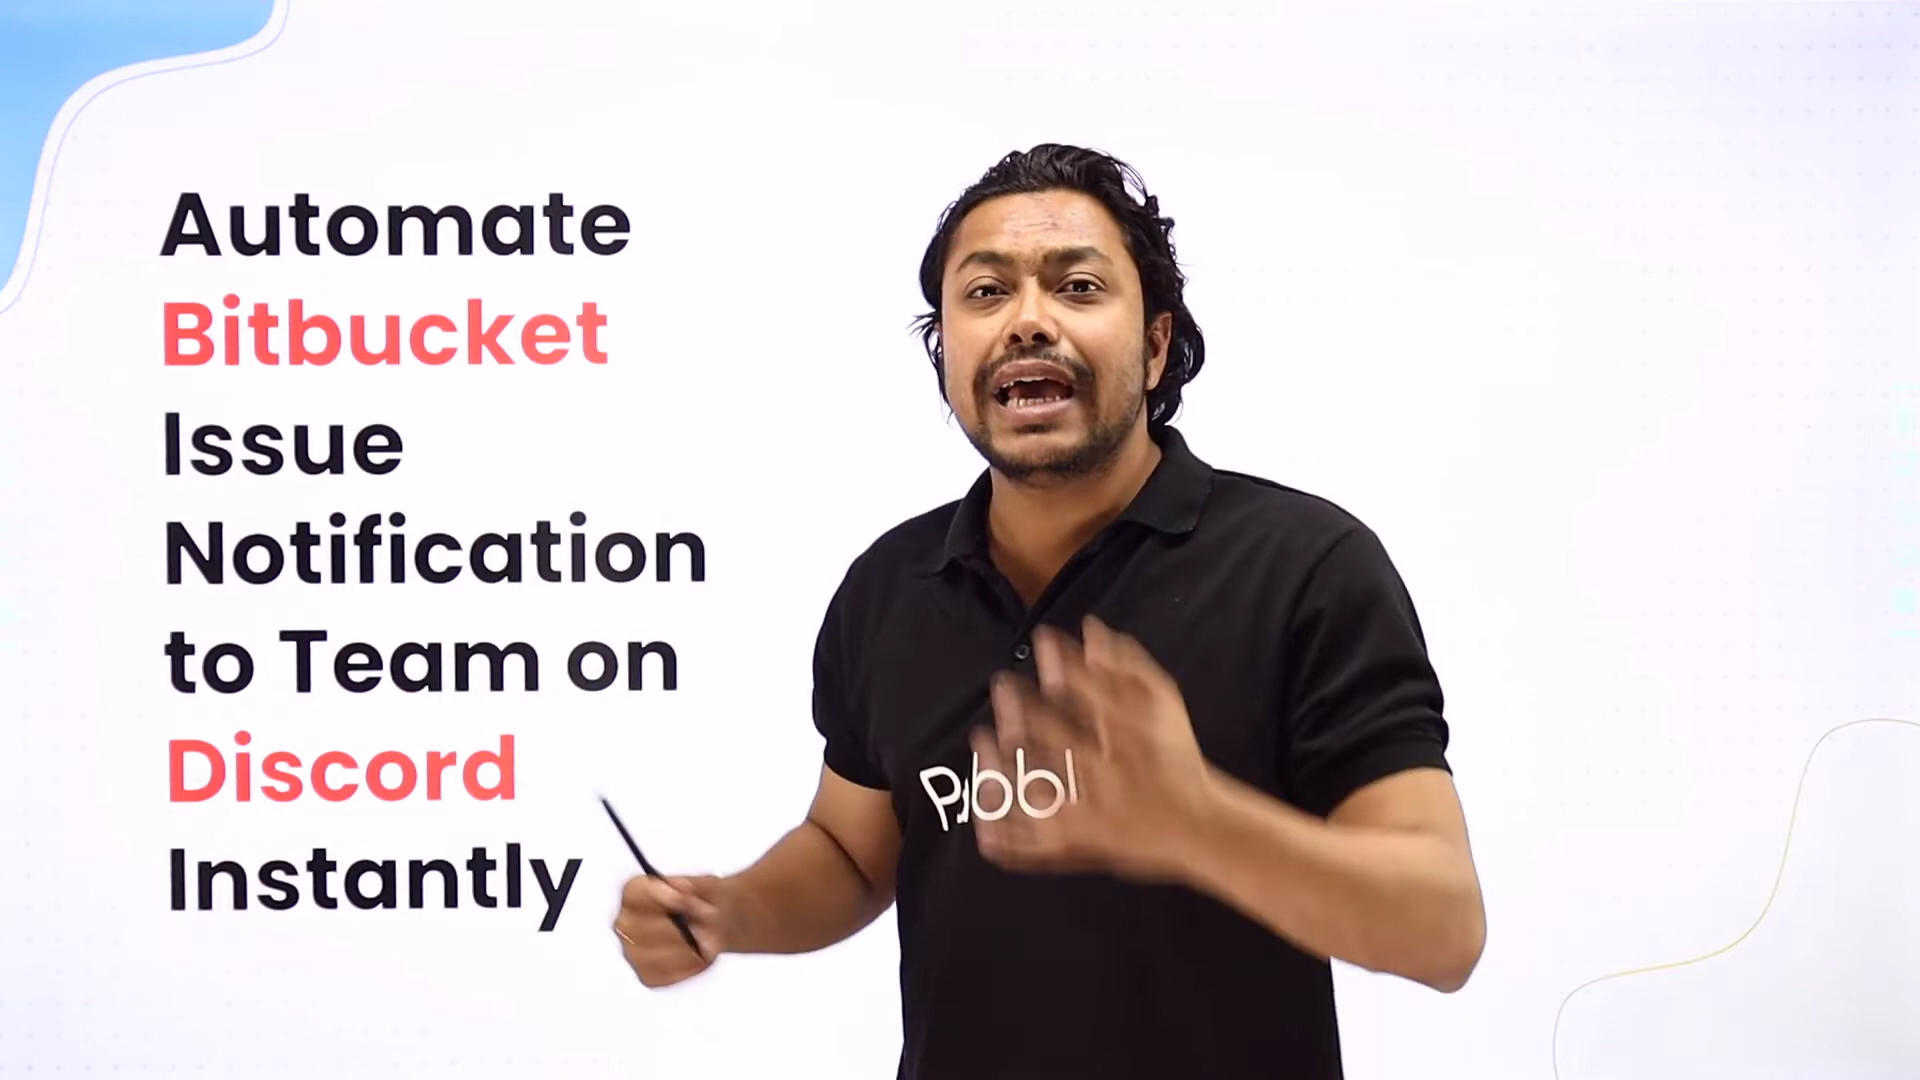 Automate
Bitbucket
Issue
Notification
to Team on
Discord
Instantly